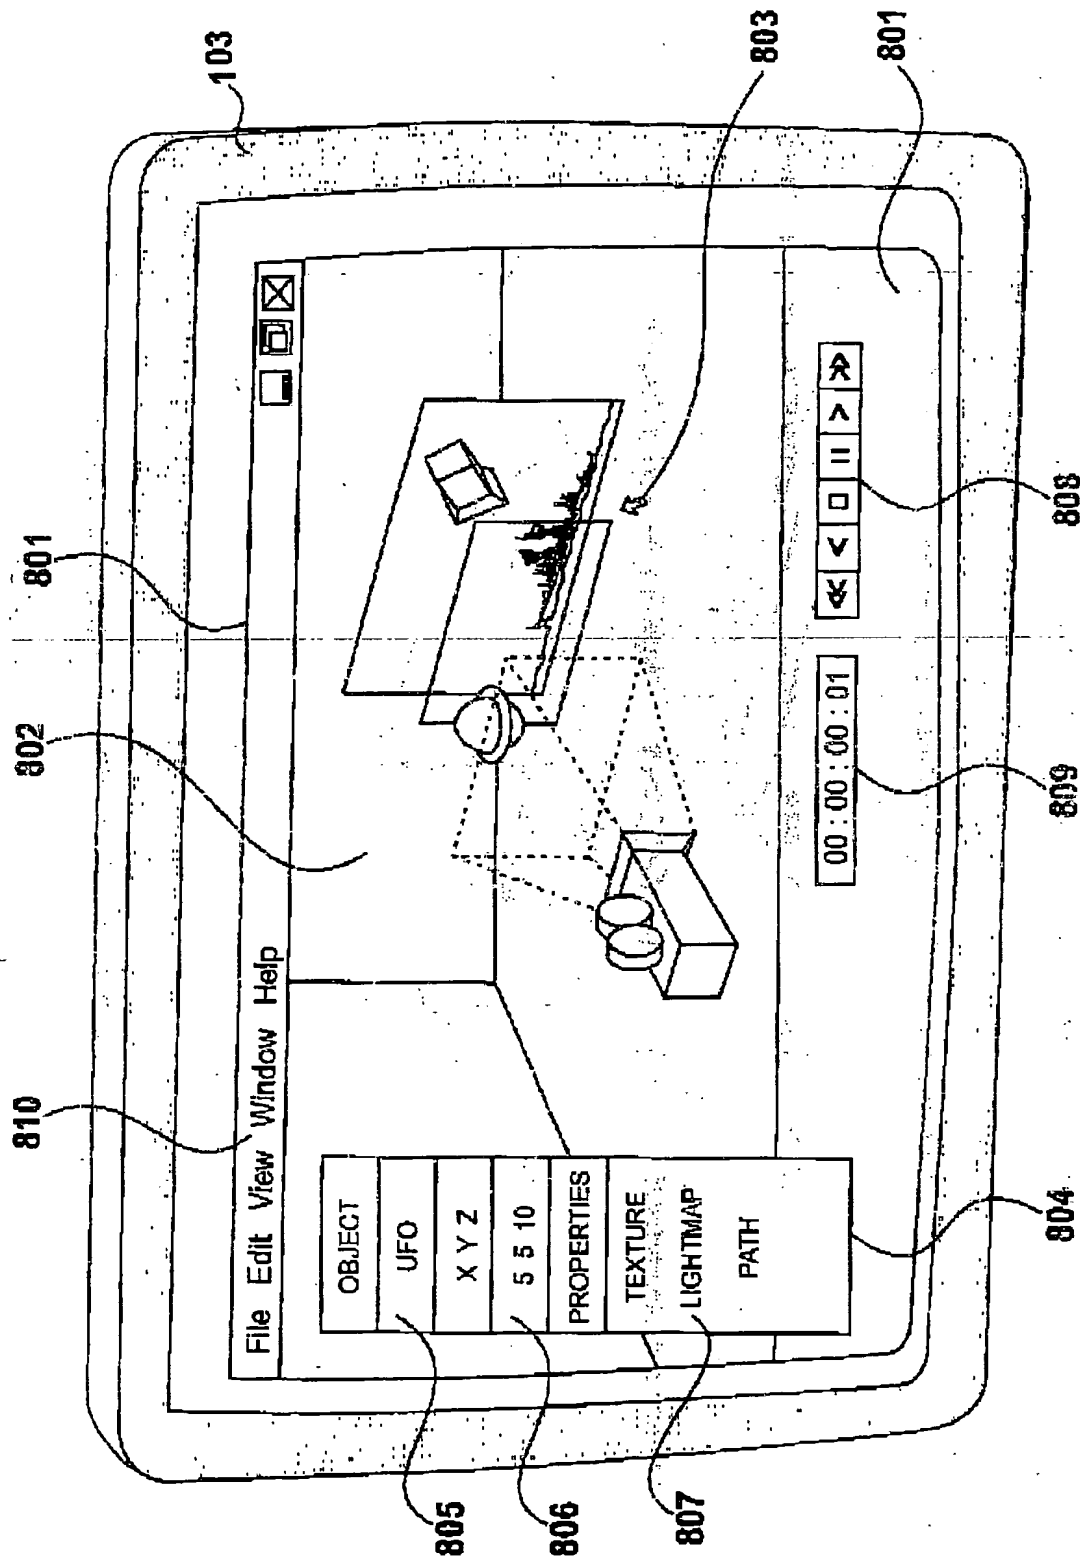 103
801
File Edit View Window Help
810
802
OBJECT
UFO
X Y Z
5 5 10
PROPERTIES
TEXTURE
LIGHTMAP
PATH
805
806
807
804
00 : 00 : 00 : 01
809
808
803
801